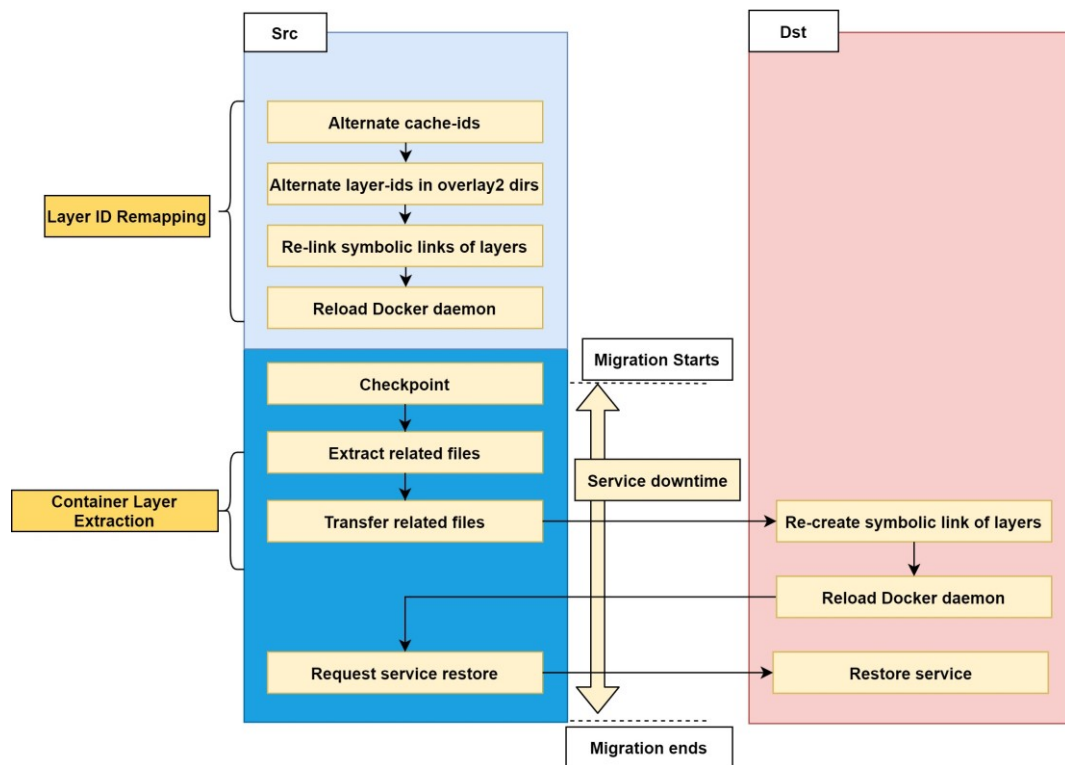 Src
Dst
Alternate cache-ids
Alternate layer-ids in overlay2 dirs
Layer ID Remapping
Re-link symbolic links of layers
Reload Docker daemon
Migration Starts
Checkpoint
Extract related files
Service downtime
Container Layer
Extraction
Transfer related files
Re-create symbolic link of layers
Reload Docker daemon
Request service restore
Restore service
Migration ends